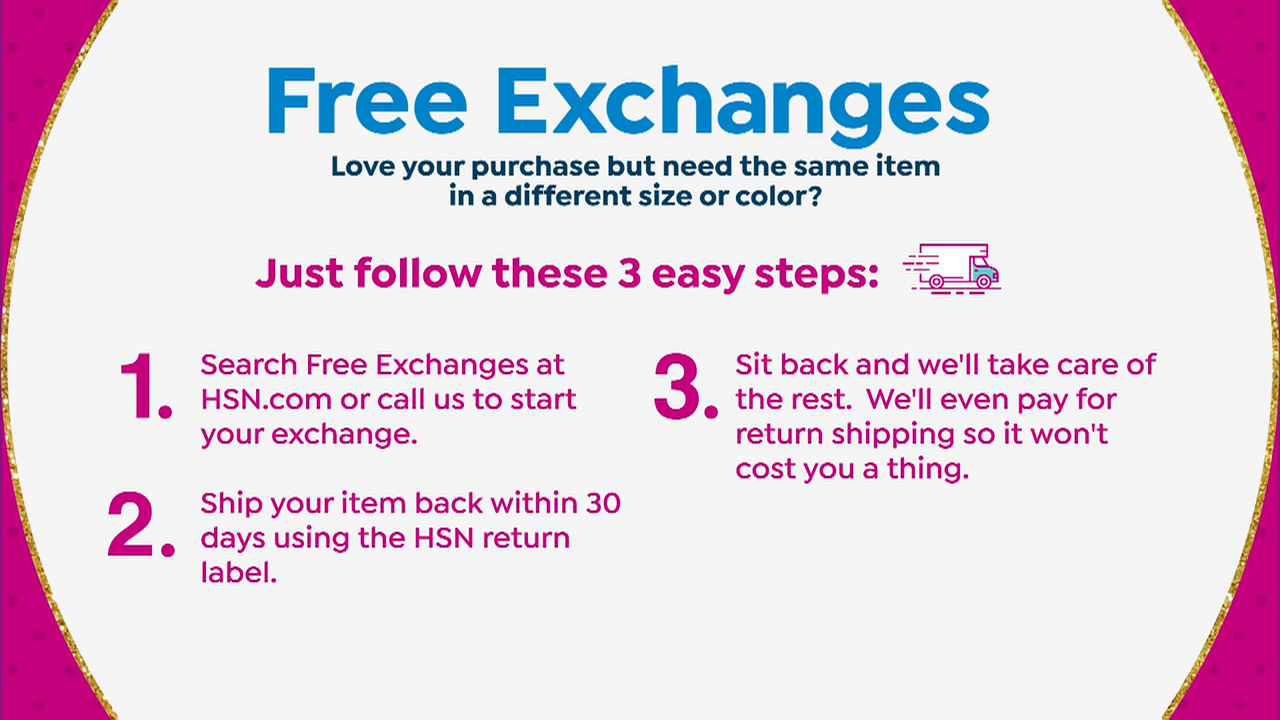 Free Exchanges
Love your purchase but need the same item
in a different size or color?
Just follow these 3 easy steps:
1. Search Free Exchanges at
HSN.com or call us to start
your exchange.
2. Ship your item back within 30
days using the HSN return
label.
3. Sit back and we'll take care of
the rest.  We'll even pay for
return shipping so it won't
cost you a thing.